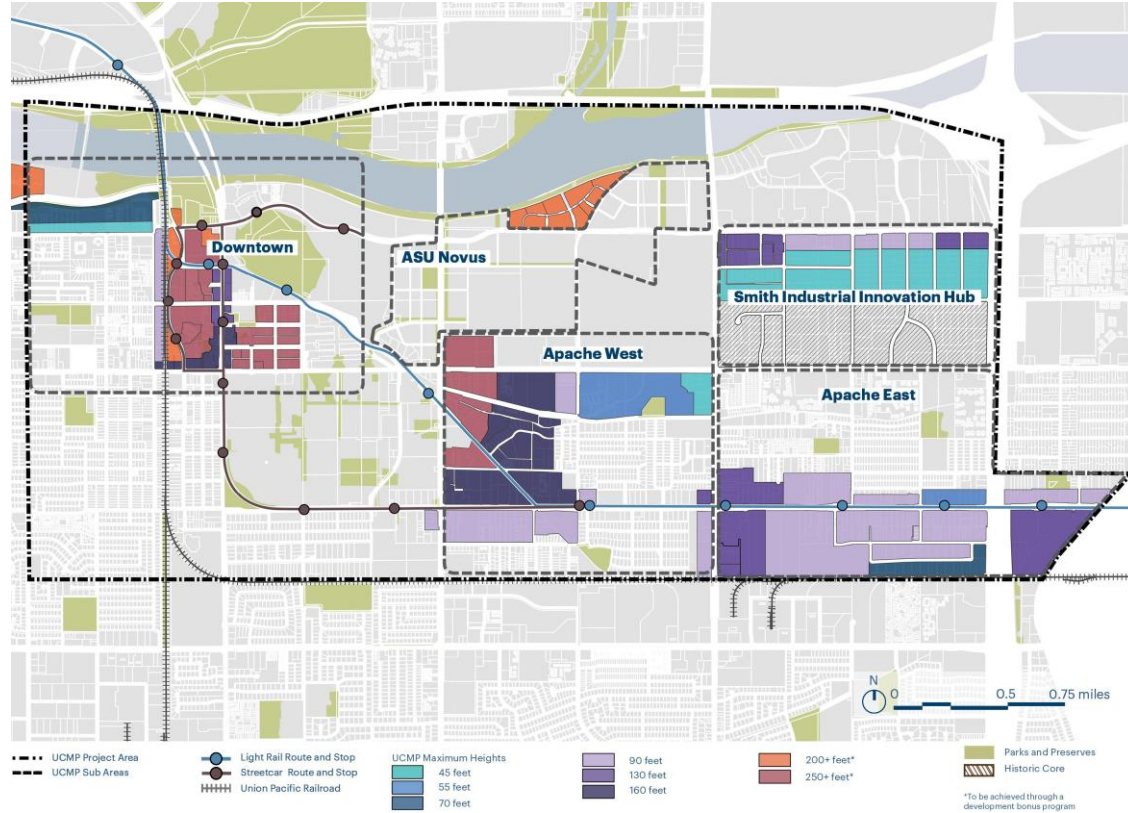 Downtown
ASU Novus
Smith Industrial Innovation Hub
Apache West
Apache East
N
0 0.5 0.75 miles
UCMP Project Area
UCMP Sub Areas
Light Rail Route and Stop
Streetcar Route and Stop
Union Pacific Railroad
UCMP Maximum Heights
45 feet
55 feet
70 feet
90 feet
130 feet
160 feet
200+ feet*
250+ feet*
Parks and Preserves
Historic Core
*To be achieved through a
development bonus program